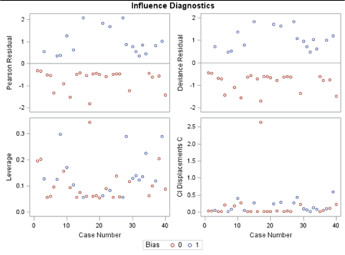 Influence Diagnostics
Pearson Residual
2
1
0
-1
-2
Deviance Residual
2
1
0
-1
-2
Leverage
0.3
0.2
0.1
0.0
0 10 20 30 40
Case Number
CI Displacements C
2.5
2.0
1.5
1.0
0.5
0.0
0 10 20 30 40
Case Number
Bias 0 1